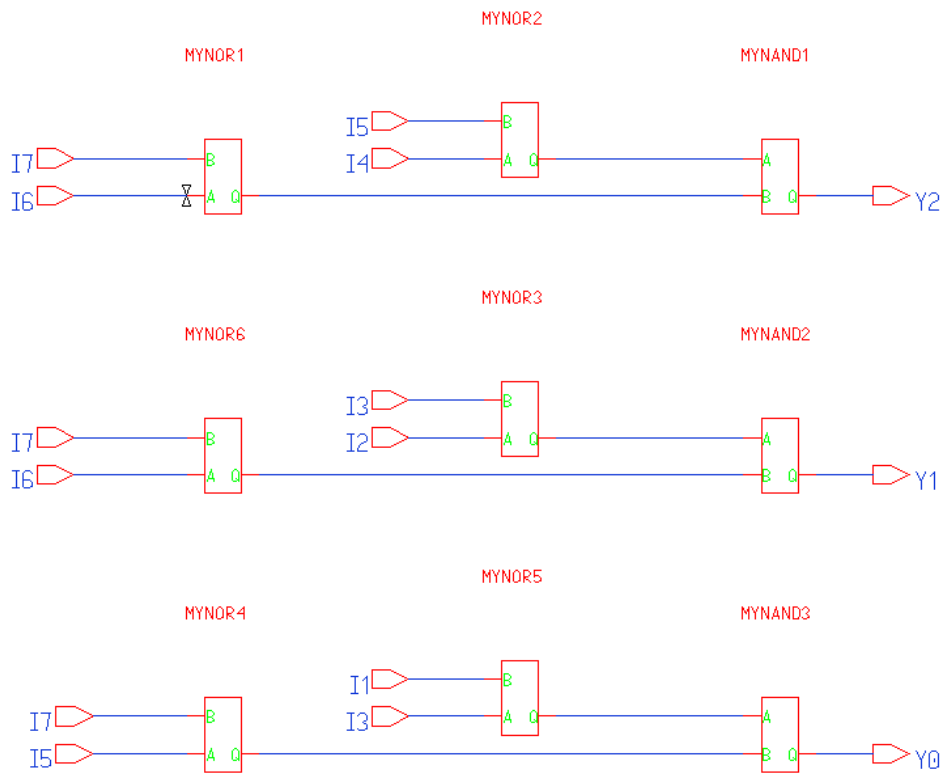 MYNOR2
MYNOR1
MYNAND1
I5
B
I4
A Q
I7
B
A
I6
A Q
B Q
Y2
MYNOR3
MYNOR6
MYNAND2
I3
B
I2
A Q
I7
B
A
I6
A Q
B Q
Y1
MYNOR5
MYNOR4
MYNAND3
I1
B
I3
A Q
I7
B
A
I5
A Q
B Q
Y0